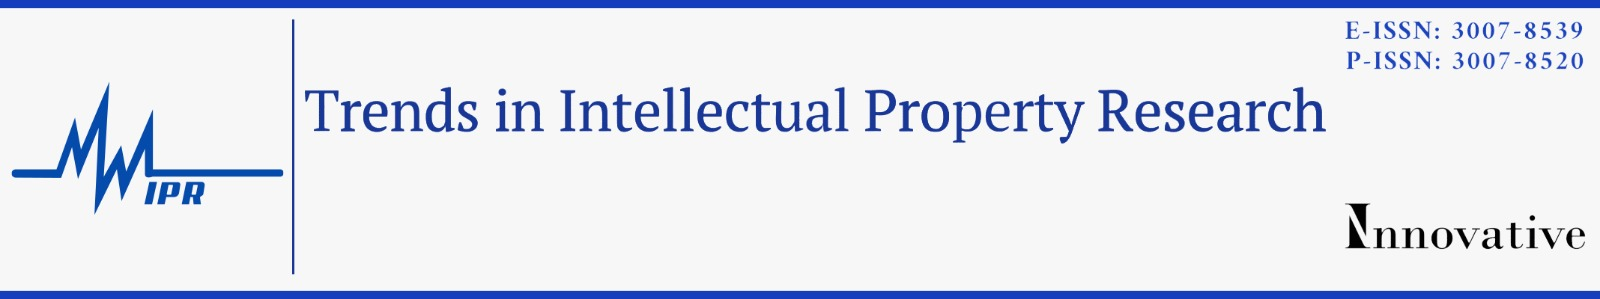 E-ISSN: 3007-8539
P-ISSN: 3007-8520
Trends in Intellectual Property Research
IPR
Innovative